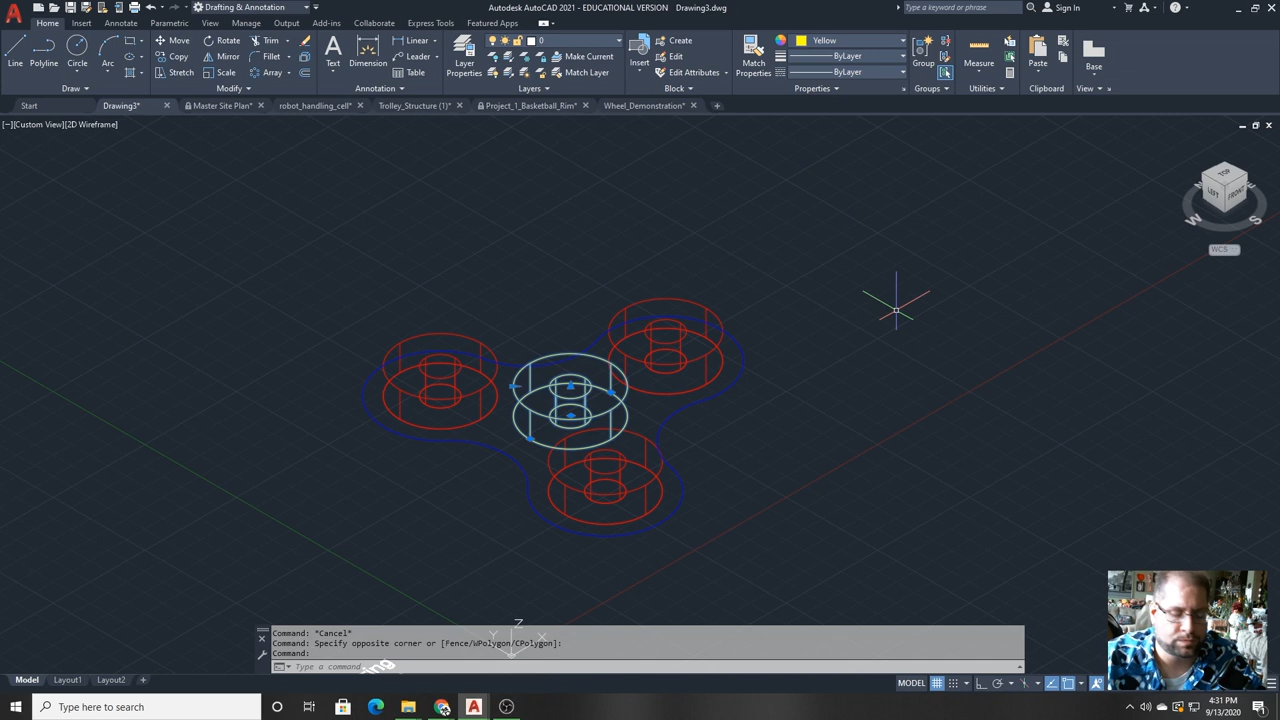 Drafting & Annotation
Autodesk AutoCAD 2021 - EDUCATIONAL VERSION Drawing3.dwg
Type a keyword or phrase
Sign In
Home Insert Annotate Parametric View Manage Output Add-ins Collaborate Express Tools Featured Apps
Line Polyline Circle Arc
Move Rotate Trim
Copy Mirror Fillet
Stretch Scale Array
Text Dimension
Linear
Leader
Table
Layer Properties
0
Make Current
Match Layer
Insert
Create
Edit
Edit Attributes
Match Properties
Yellow
ByLayer
ByLayer
Group
Measure
Paste
Base
Draw Modify Annotation Layers Block Properties Groups Utilities Clipboard View
Start Drawing3* Master Site Plan* robot_handling_cell* Trolley_Structure (1)* Project_1_Basketball_Rim* Wheel_Demonstration*
[−][Custom View][2D Wireframe]
TOP
LEFT FRONT
W S
WCS
Z
Y X
Command: *Cancel*
Command: Specify opposite corner or [Fence/WPolygon/CPolygon]:
Command:
Type a command
Model Layout1 Layout2
MODEL
Type here to search
4:31 PM
9/13/2020